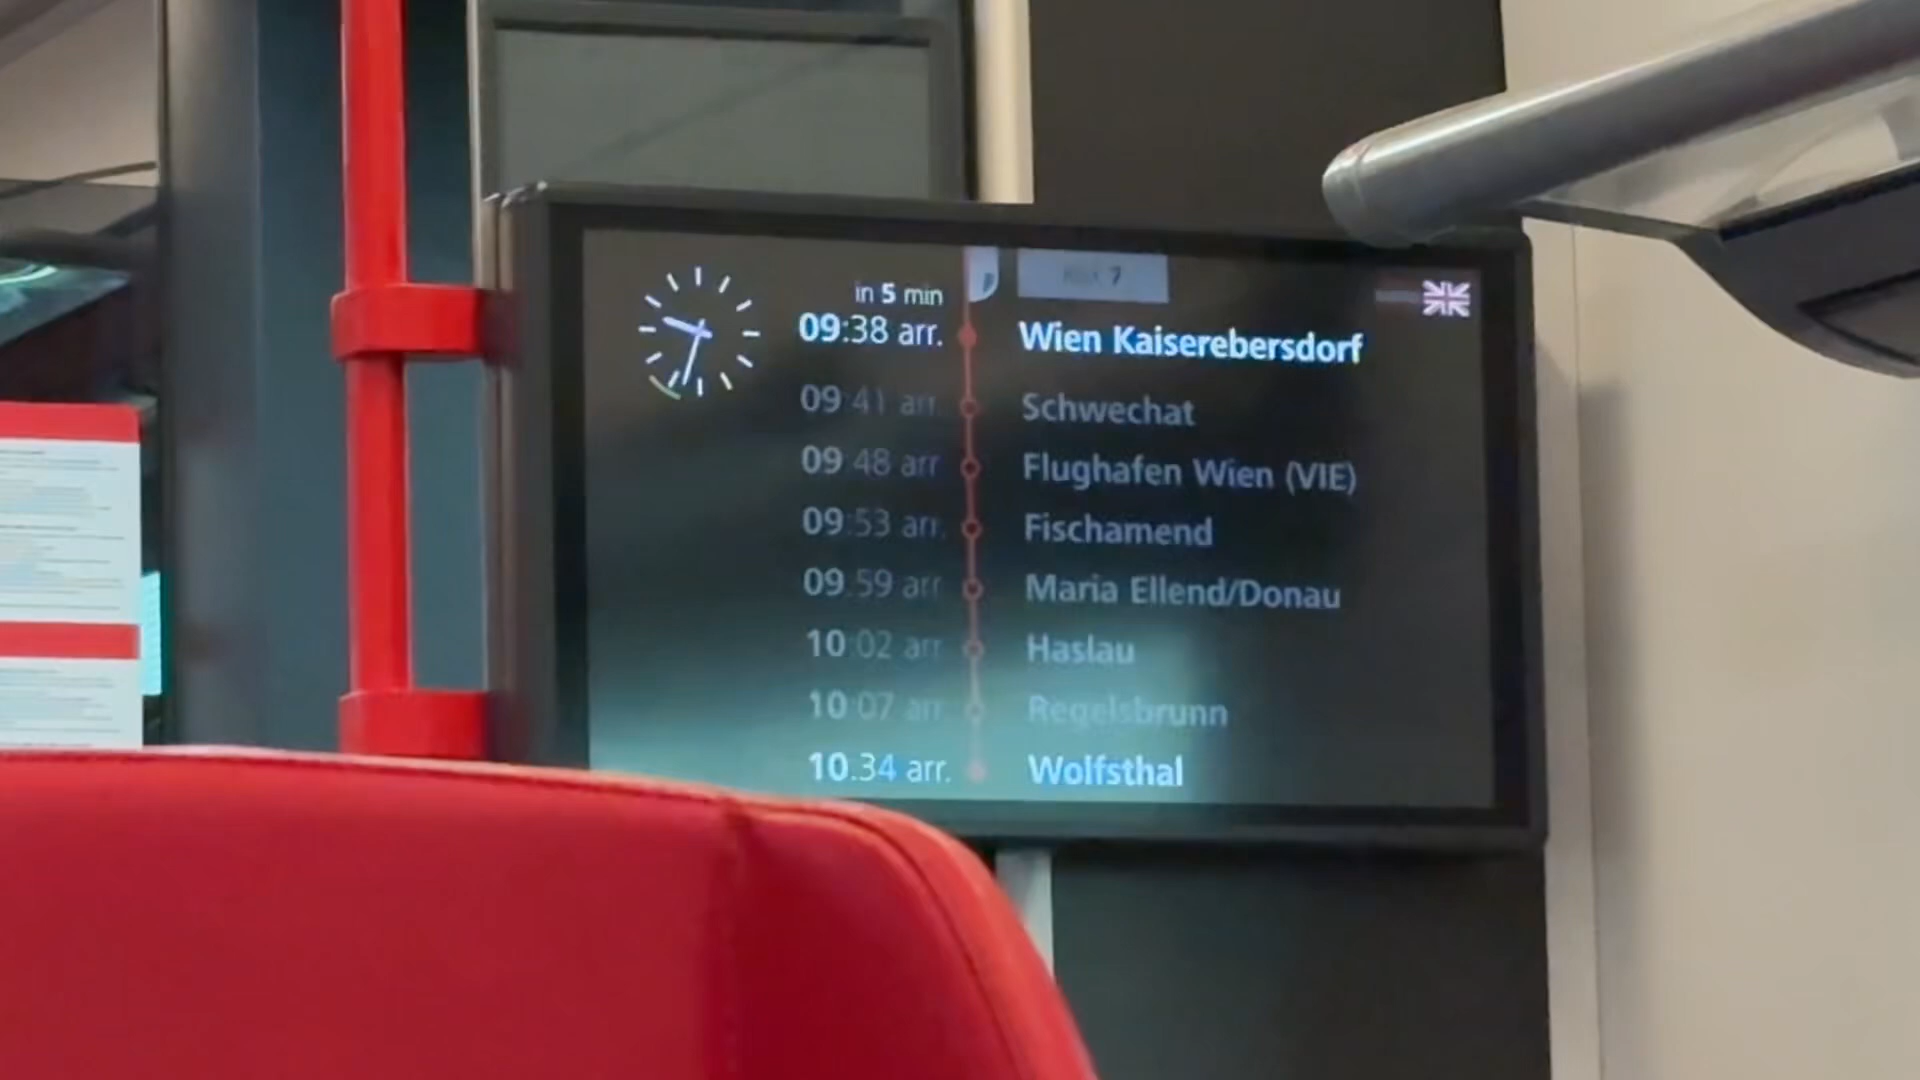 in 5 min
09:38 arr. Wien Kaiserebersdorf
09:41 arr. Schwechat
09:48 arr. Flughafen Wien (VIE)
09:53 arr. Fischamend
09:59 arr. Maria Ellend/Donau
10:02 arr. Haslau
10:07 arr. Regelsbrunn
10:34 arr. Wolfsthal